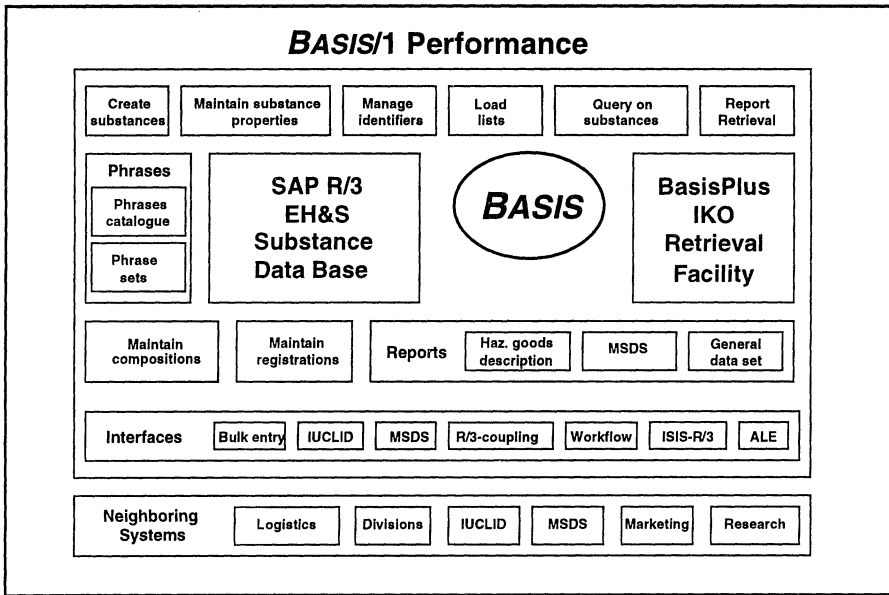 BASIS/1 Performance
Create
substances
Maintain substance
properties
Manage
identifiers
Load
lists
Query on
substances
Report
Retrieval
Phrases
Phrases
catalogue
Phrase
sets
SAP R/3
EH&S
Substance
Data Base
BASIS
BasisPlus
IKO
Retrieval
Facility
Maintain
compositions
Maintain
registrations
Reports
Haz. goods
description
MSDS
General
data set
Interfaces
Bulk entry
IUCLID
MSDS
R/3-coupling
Workflow
ISIS-R/3
ALE
Neighboring
Systems
Logistics
Divisions
IUCLID
MSDS
Marketing
Research